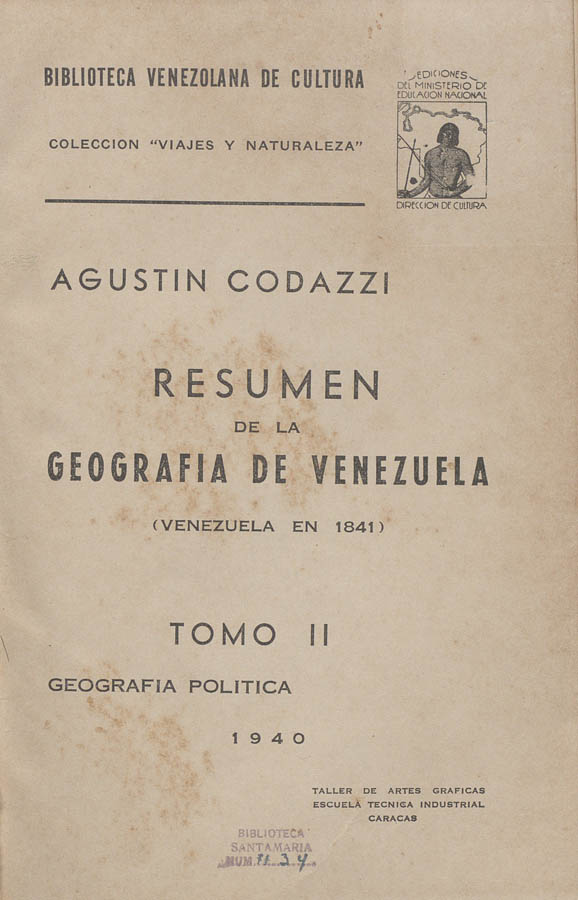 BIBLIOTECA VENEZOLANA DE CULTURA
COLECCION "VIAJES Y NATURALEZA"
EDICIONES
DEL MINISTERIO DE
EDUCACION NACIONAL
DIRECCION DE CULTURA
AGUSTIN CODAZZI
RESUMEN
DE LA
GEOGRAFIA DE VENEZUELA
(VENEZUELA EN 1841)
TOMO II
GEOGRAFIA POLITICA
1940
TALLER DE ARTES GRAFICAS
ESCUELA TECNICA INDUSTRIAL
CARACAS
BIBLIOTECA
SANTAMARIA
NUM.